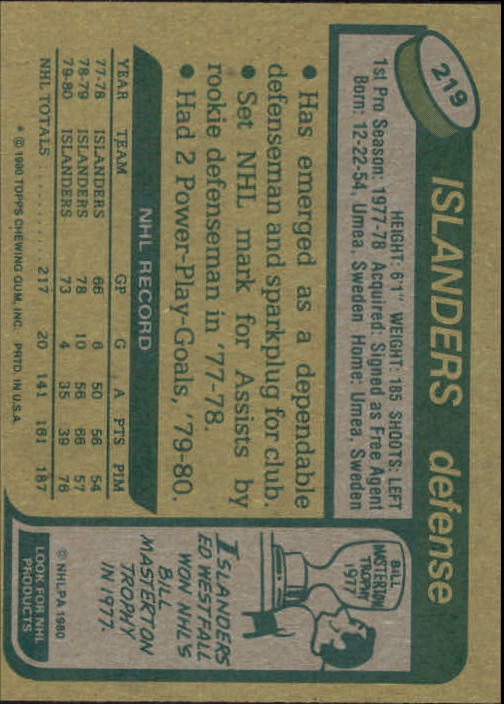 219
ISLANDERS defense
HEIGHT: 6'1" WEIGHT: 185 SHOOTS: LEFT
1st Pro Season: 1977-78 Acquired: Signed as Free Agent
Born: 12-22-54, Umea, Sweden Home: Umea, Sweden
● Has emerged as a dependable
defenseman and sparkplug for club.
● Set NHL mark for Assists by
rookie defenseman in '77-78.
● Had 2 Power-Play-Goals, '79-80.
NHL RECORD
YEAR TEAM GP G A PTS PIM
77-78 ISLANDERS 66 6 50 56 54
78-79 ISLANDERS 78 10 56 66 57
79-80 ISLANDERS 73 4 35 39 76
NHL TOTALS .......... 217 20 141 161 187
* © 1980 TOPPS CHEWING GUM, INC. PRTD. IN U.S.A
BILL
MASTERTON
TROPHY
1977
ISLANDERS
ED WESTFALL
WON NHL'S
BILL
MASTERTON
TROPHY
IN 1977.
© NHLPA 1980
LOOK FOR NHL
PRODUCTS